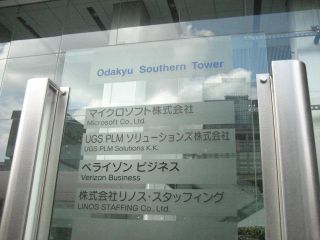 Odakyu Southern Tower
マイクロソフト株式会社
Microsoft Co., Ltd.
UGS PLM ソリューションズ株式会社
UGS PLM Solutions K.K.
ベライゾン ビジネス
Verizon Business
株式会社リノス・スタッフィング
LINOS STAFFING Co., Ltd.